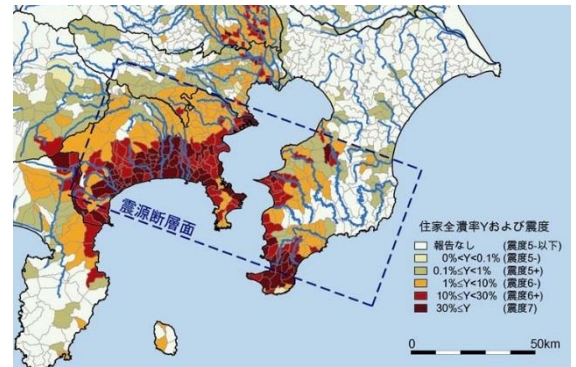 震源断層面
住家全潰率Yおよび震度
報告なし (震度5-以下)
0%<Y<0.1% (震度5-)
0.1%≤Y<1% (震度5+)
1%≤Y<10% (震度6-)
10%≤Y<30% (震度6+)
30%≤Y (震度7)
0 50km